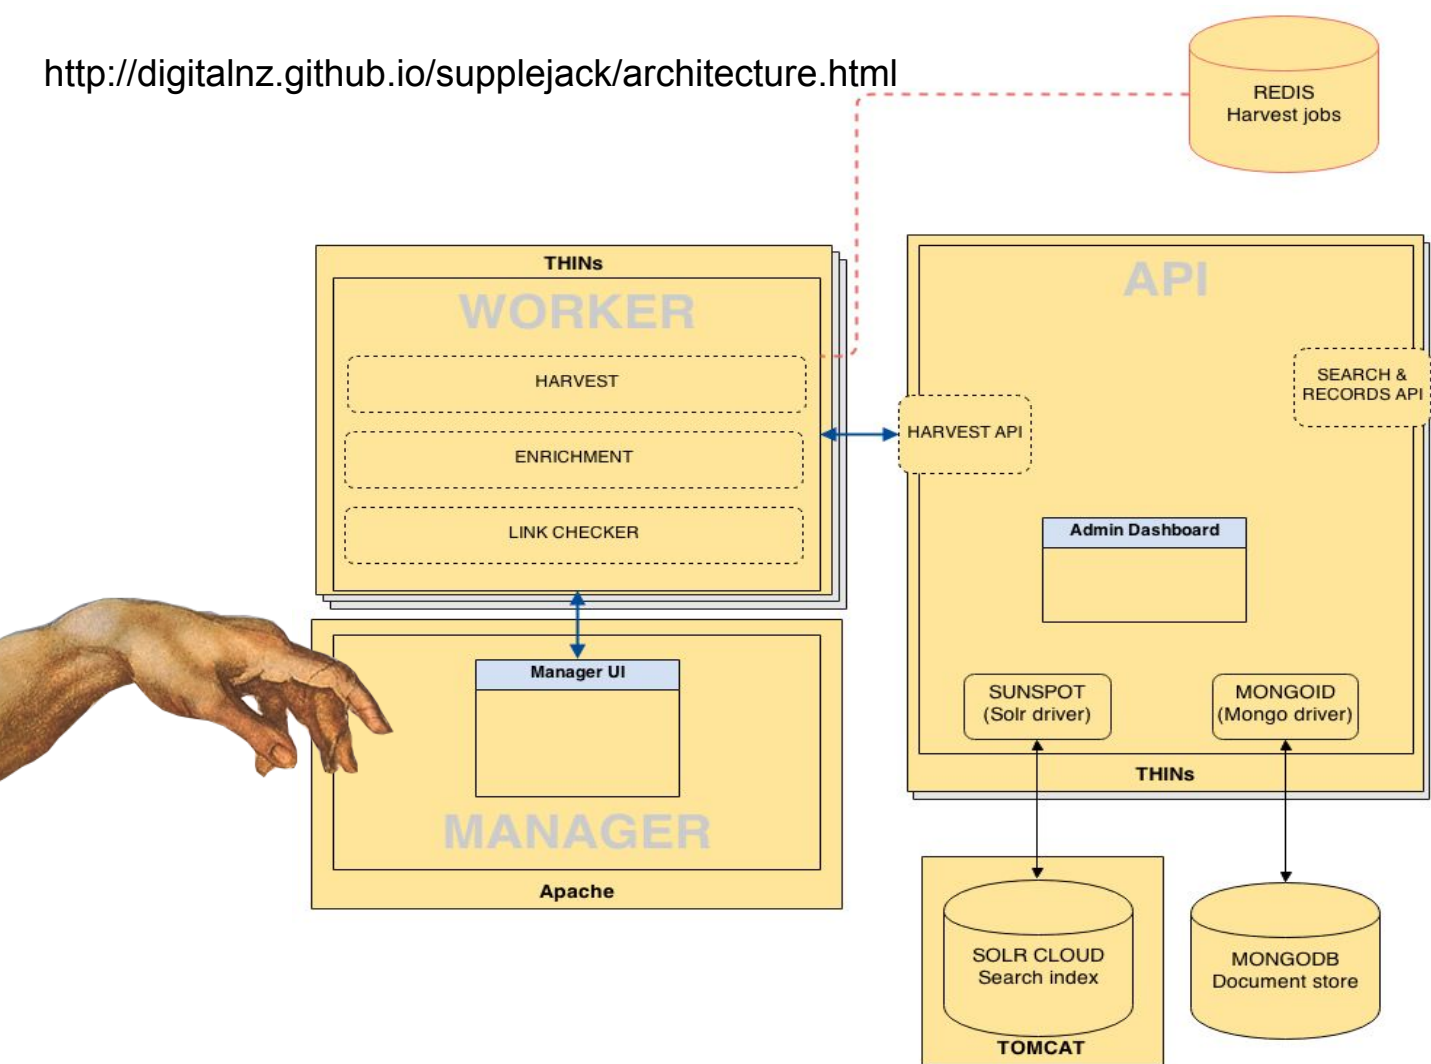 http://digitalnz.github.io/supplejack/architecture.html
REDIS
Harvest jobs
THINs
WORKER
HARVEST
ENRICHMENT
LINK CHECKER
API
SEARCH &
RECORDS API
HARVEST API
Admin Dashboard
SUNSPOT
(Solr driver)
MONGOID
(Mongo driver)
THINs
Manager UI
MANAGER
Apache
SOLR CLOUD
Search index
TOMCAT
MONGODB
Document store